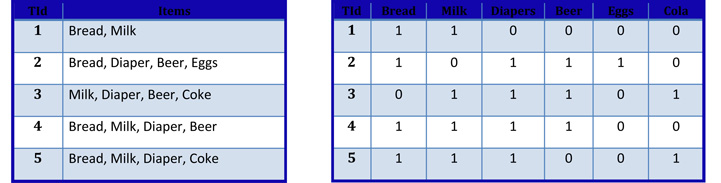 Tid Items
1 Bread, Milk
2 Bread, Diaper, Beer, Eggs
3 Milk, Diaper, Beer, Coke
4 Bread, Milk, Diaper, Beer
5 Bread, Milk, Diaper, Coke
TId Bread Milk Diapers Beer Eggs Cola
1 1 1 0 0 0 0
2 1 0 1 1 1 0
3 0 1 1 1 0 1
4 1 1 1 1 0 0
5 1 1 1 0 0 1